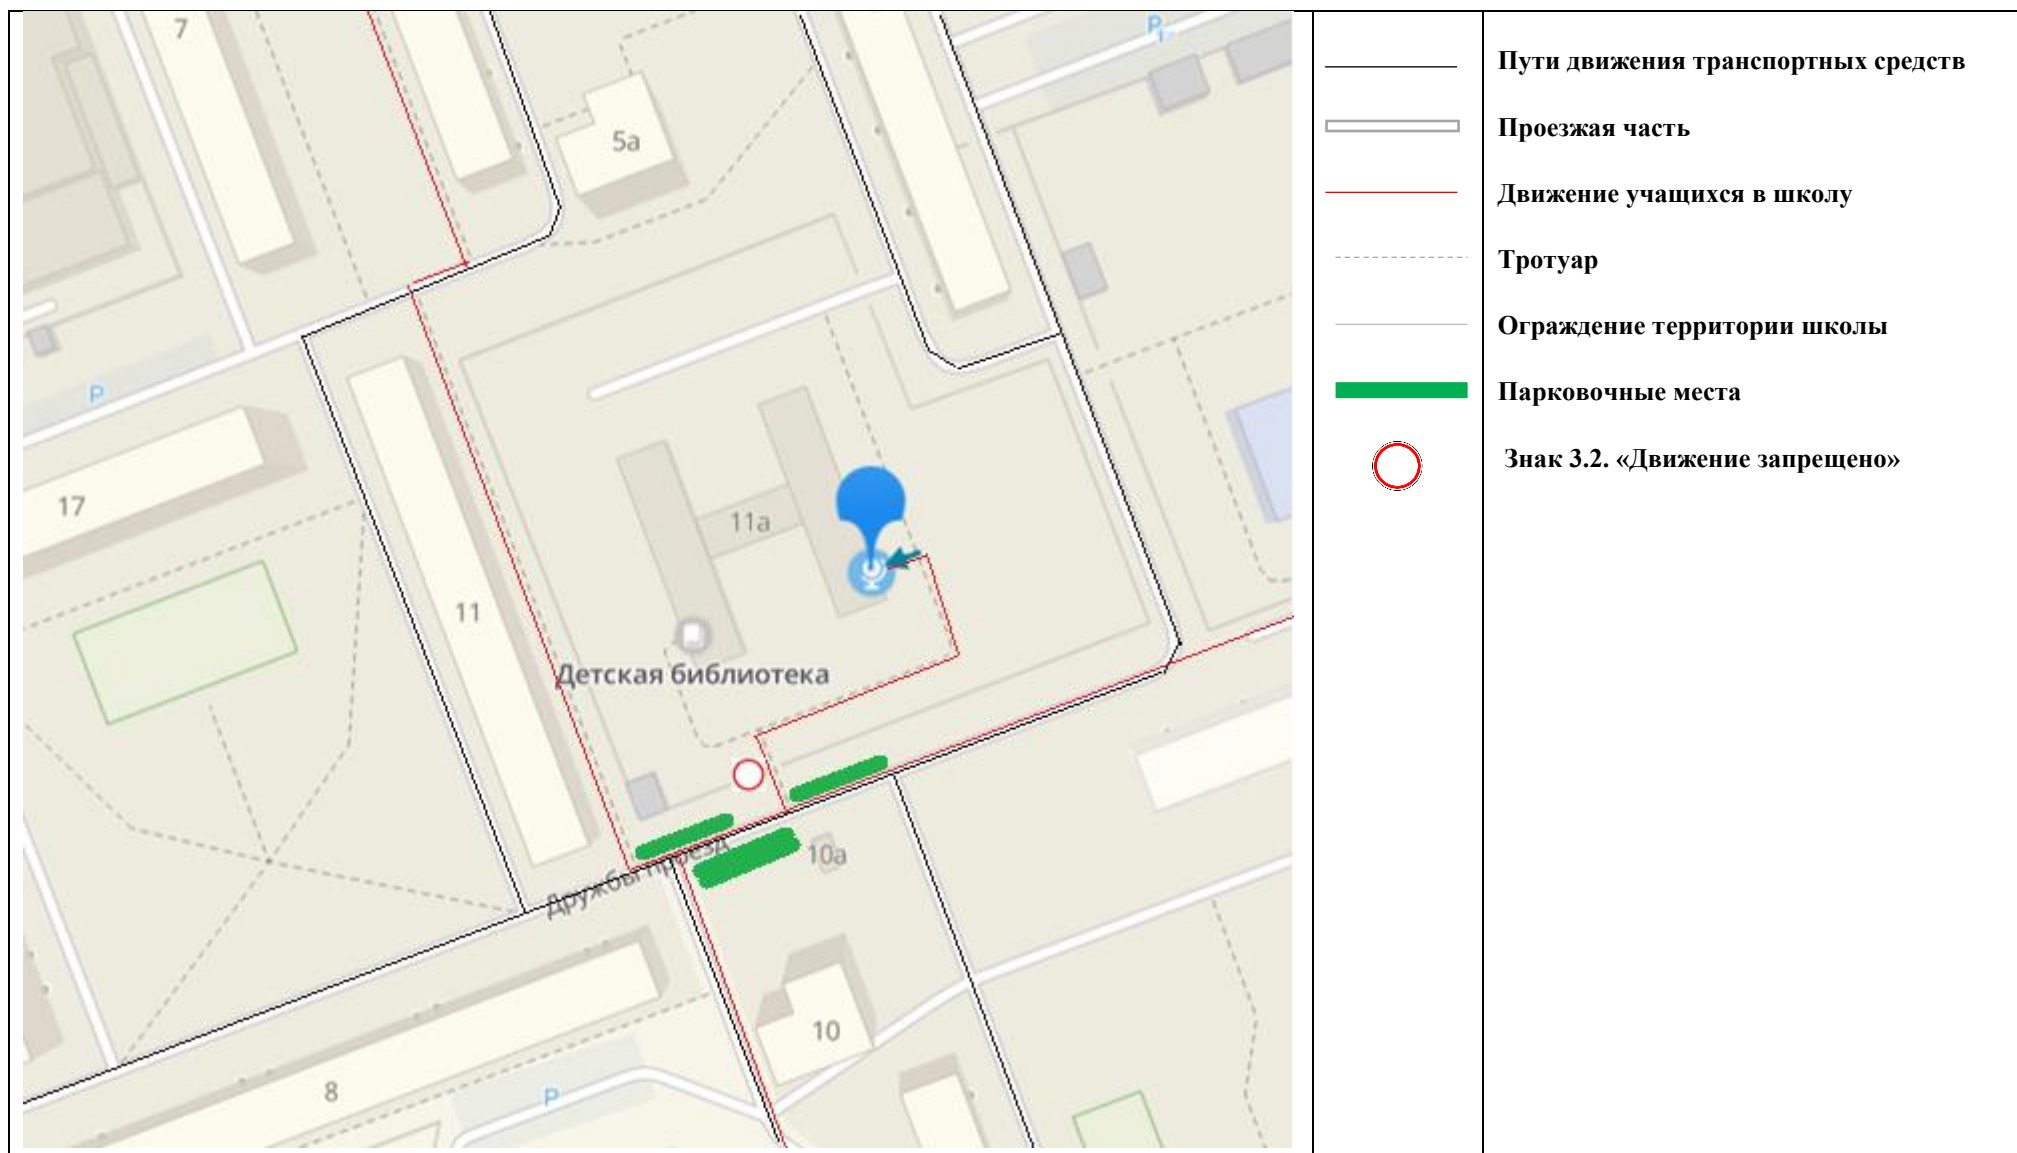 7
5а
P
P
17
11
11а
Детская библиотека
Дружбы проезд
10а
10
8
P
Пути движения транспортных средств
Проезжая часть
Движение учащихся в школу
Тротуар
Ограждение территории школы
Парковочные места
Знак 3.2. «Движение запрещено»